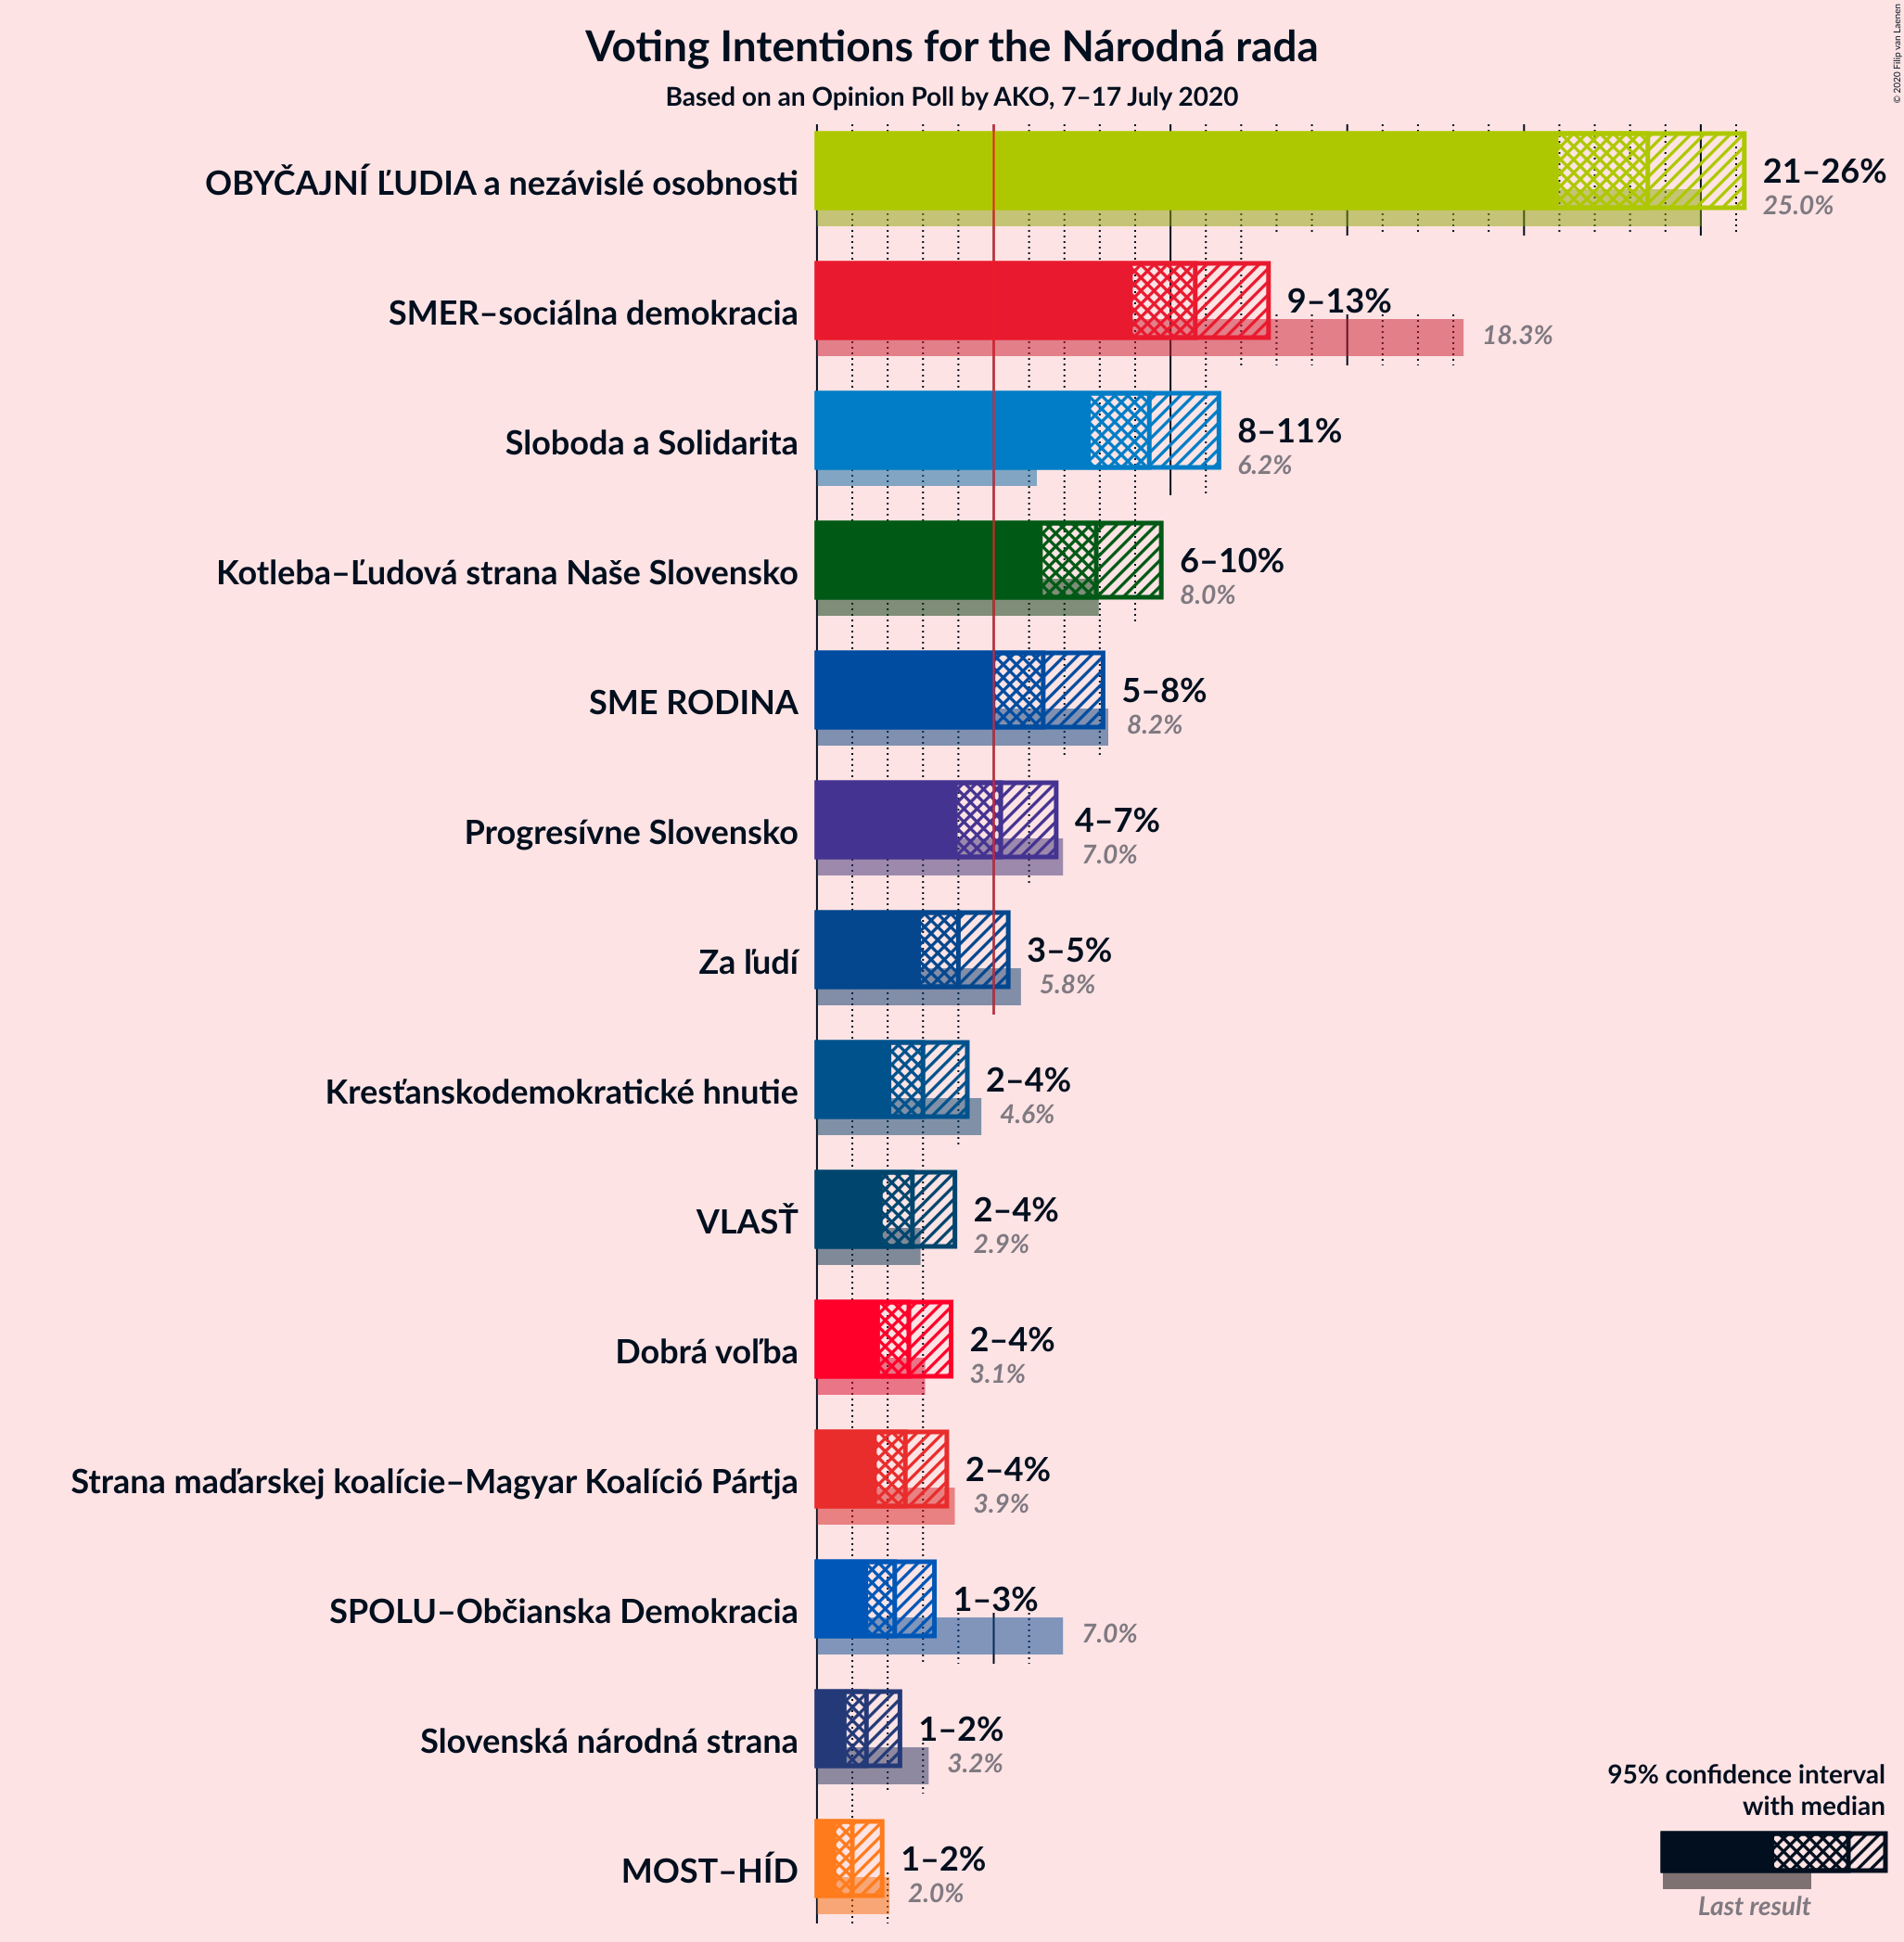 © 2020 Filip van Laenen
Voting Intentions for the Národná rada
Based on an Opinion Poll by AKO, 7–17 July 2020
OBYČAJNÍ ĽUDIA a nezávislé osobnosti
21–26%
25.0%
SMER–sociálna demokracia
9–13%
18.3%
Sloboda a Solidarita
8–11%
6.2%
Kotleba–Ľudová strana Naše Slovensko
6–10%
8.0%
SME RODINA
5–8%
8.2%
Progresívne Slovensko
4–7%
7.0%
Za ľudí
3–5%
5.8%
Kresťanskodemokratické hnutie
2–4%
4.6%
VLASŤ
2–4%
2.9%
Dobrá voľba
2–4%
3.1%
Strana maďarskej koalície–Magyar Koalíció Pártja
2–4%
3.9%
SPOLU–Občianska Demokracia
1–3%
7.0%
Slovenská národná strana
1–2%
3.2%
MOST–HÍD
1–2%
2.0%
95% confidence interval
with median
Last result